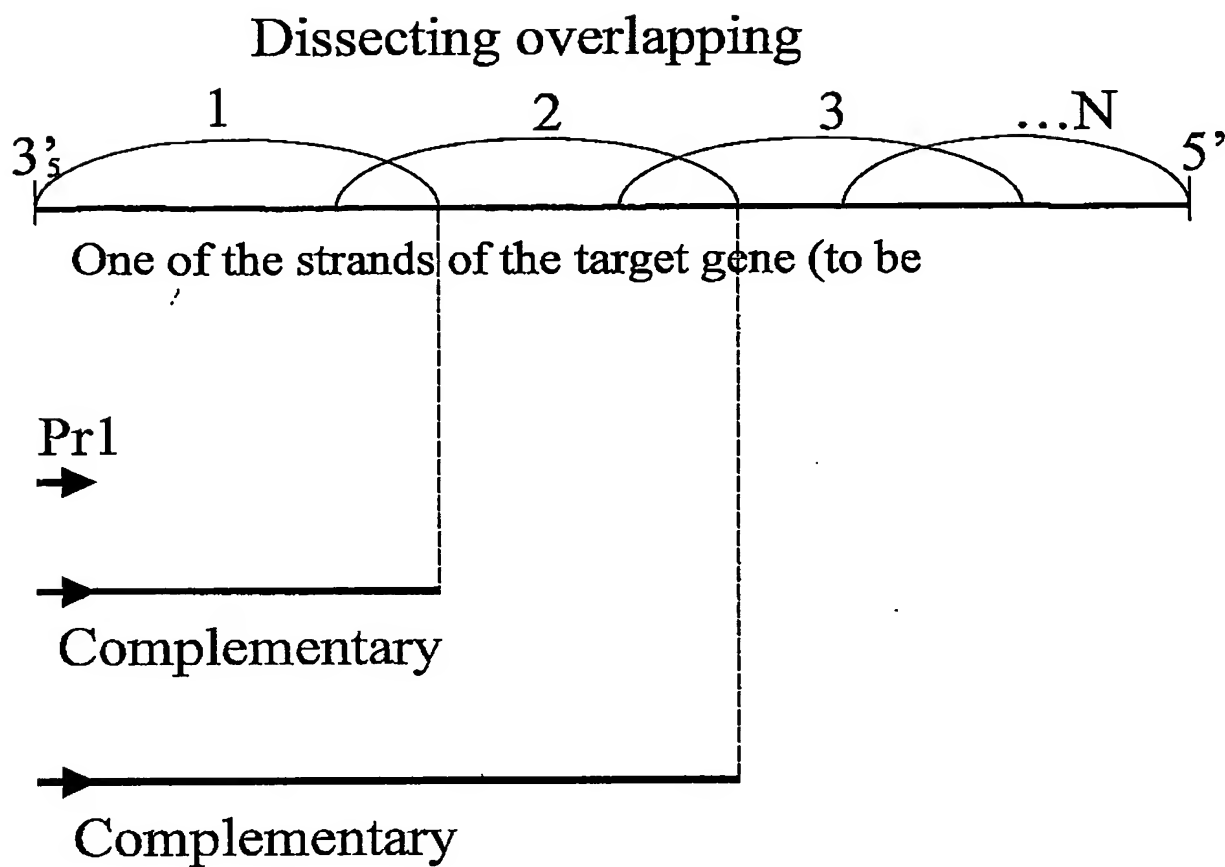 Dissecting overlapping
1 2 3 ...N
3' 5 5'
One of the strands of the target gene (to be
Pr1
Complementary
Complementary